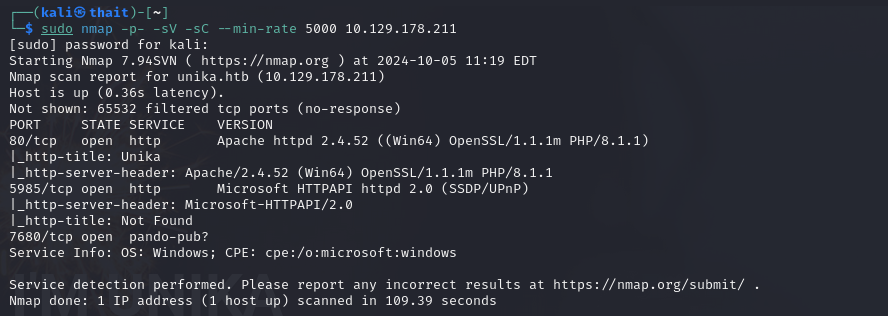 ┌──(kali㉿thait)-[~]
└─$ sudo nmap -p- -sV -sC --min-rate 5000 10.129.178.211
[sudo] password for kali:
Starting Nmap 7.94SVN ( https://nmap.org ) at 2024-10-05 11:19 EDT
Nmap scan report for unika.htb (10.129.178.211)
Host is up (0.36s latency).
Not shown: 65532 filtered tcp ports (no-response)
PORT     STATE SERVICE    VERSION
80/tcp   open  http       Apache httpd 2.4.52 ((Win64) OpenSSL/1.1.1m PHP/8.1.1)
|_http-title: Unika
|_http-server-header: Apache/2.4.52 (Win64) OpenSSL/1.1.1m PHP/8.1.1
5985/tcp open  http       Microsoft HTTPAPI httpd 2.0 (SSDP/UPnP)
|_http-server-header: Microsoft-HTTPAPI/2.0
|_http-title: Not Found
7680/tcp open  pando-pub?
Service Info: OS: Windows; CPE: cpe:/o:microsoft:windows

Service detection performed. Please report any incorrect results at https://nmap.org/submit/ .
Nmap done: 1 IP address (1 host up) scanned in 109.39 seconds